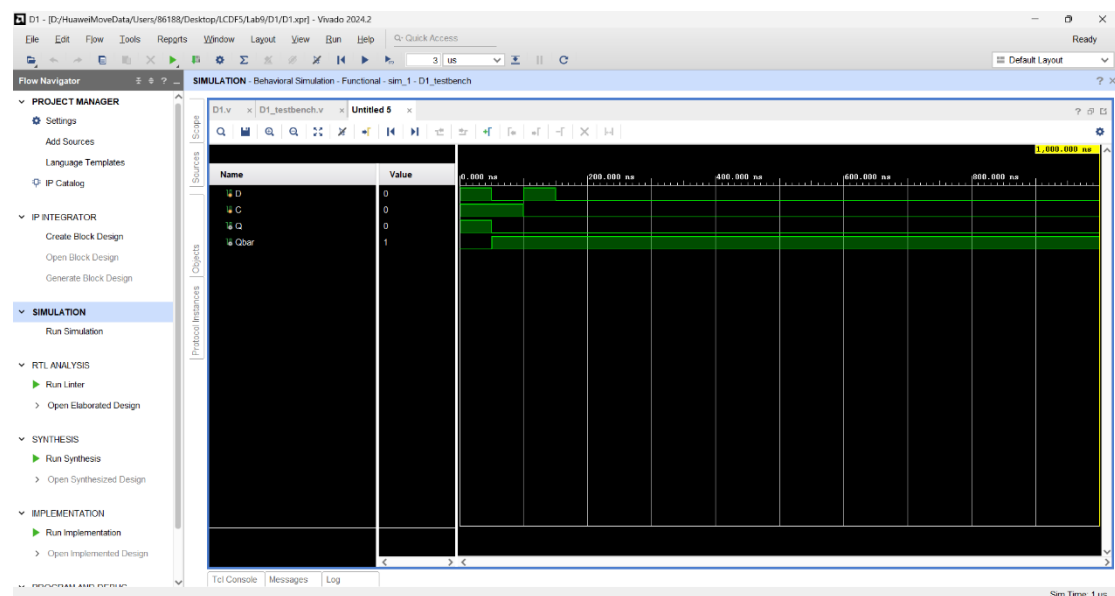 D1 - [D:/HuaweiMoveData/Users/86188/Desktop/LCDF5/Lab9/D1/D1.xpr] - Vivado 2024.2
File Edit Flow Tools Reports Window Layout View Run Help Q- Quick Access Ready
3 us Default Layout
Flow Navigator SIMULATION - Behavioral Simulation - Functional - sim_1 - D1_testbench
PROJECT MANAGER
Settings
Add Sources
Language Templates
IP Catalog
IP INTEGRATOR
Create Block Design
Open Block Design
Generate Block Design
SIMULATION
Run Simulation
RTL ANALYSIS
Run Linter
Open Elaborated Design
SYNTHESIS
Run Synthesis
Open Synthesized Design
IMPLEMENTATION
Run Implementation
Open Implemented Design
PROGRAM AND DEBUG
Scope
Sources
Objects
Protocol Instances
D1.v D1_testbench.v Untitled 5
1,000.000 ns
Name Value 0.000 ns 200.000 ns 400.000 ns 600.000 ns 800.000 ns
D 0
C 0
Q 0
Qbar 1
Tcl Console Messages Log
Sim Time: 1 us